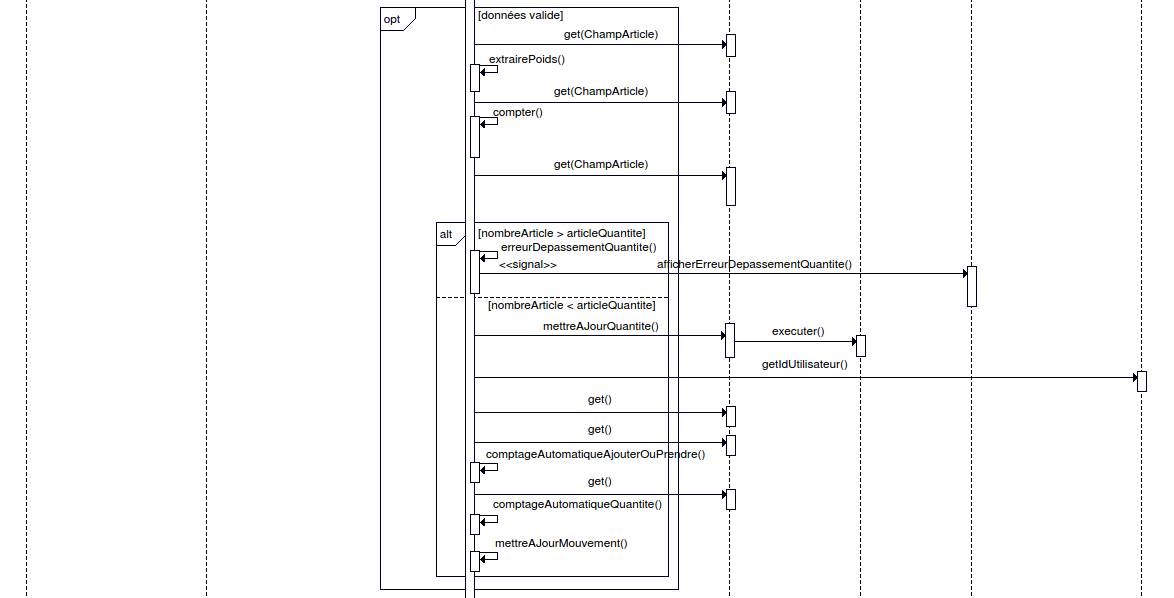 opt
[données valide]
get(ChampArticle)
extrairePoids()
get(ChampArticle)
compter()
get(ChampArticle)
alt
[nombreArticle > articleQuantite]
erreurDepassementQuantite()
<<signal>>
afficherErreurDepassementQuantite()
[nombreArticle < articleQuantite]
mettreAJourQuantite()
executer()
getIdUtilisateur()
get()
get()
comptageAutomatiqueAjouterOuPrendre()
get()
comptageAutomatiqueQuantite()
mettreAJourMouvement()